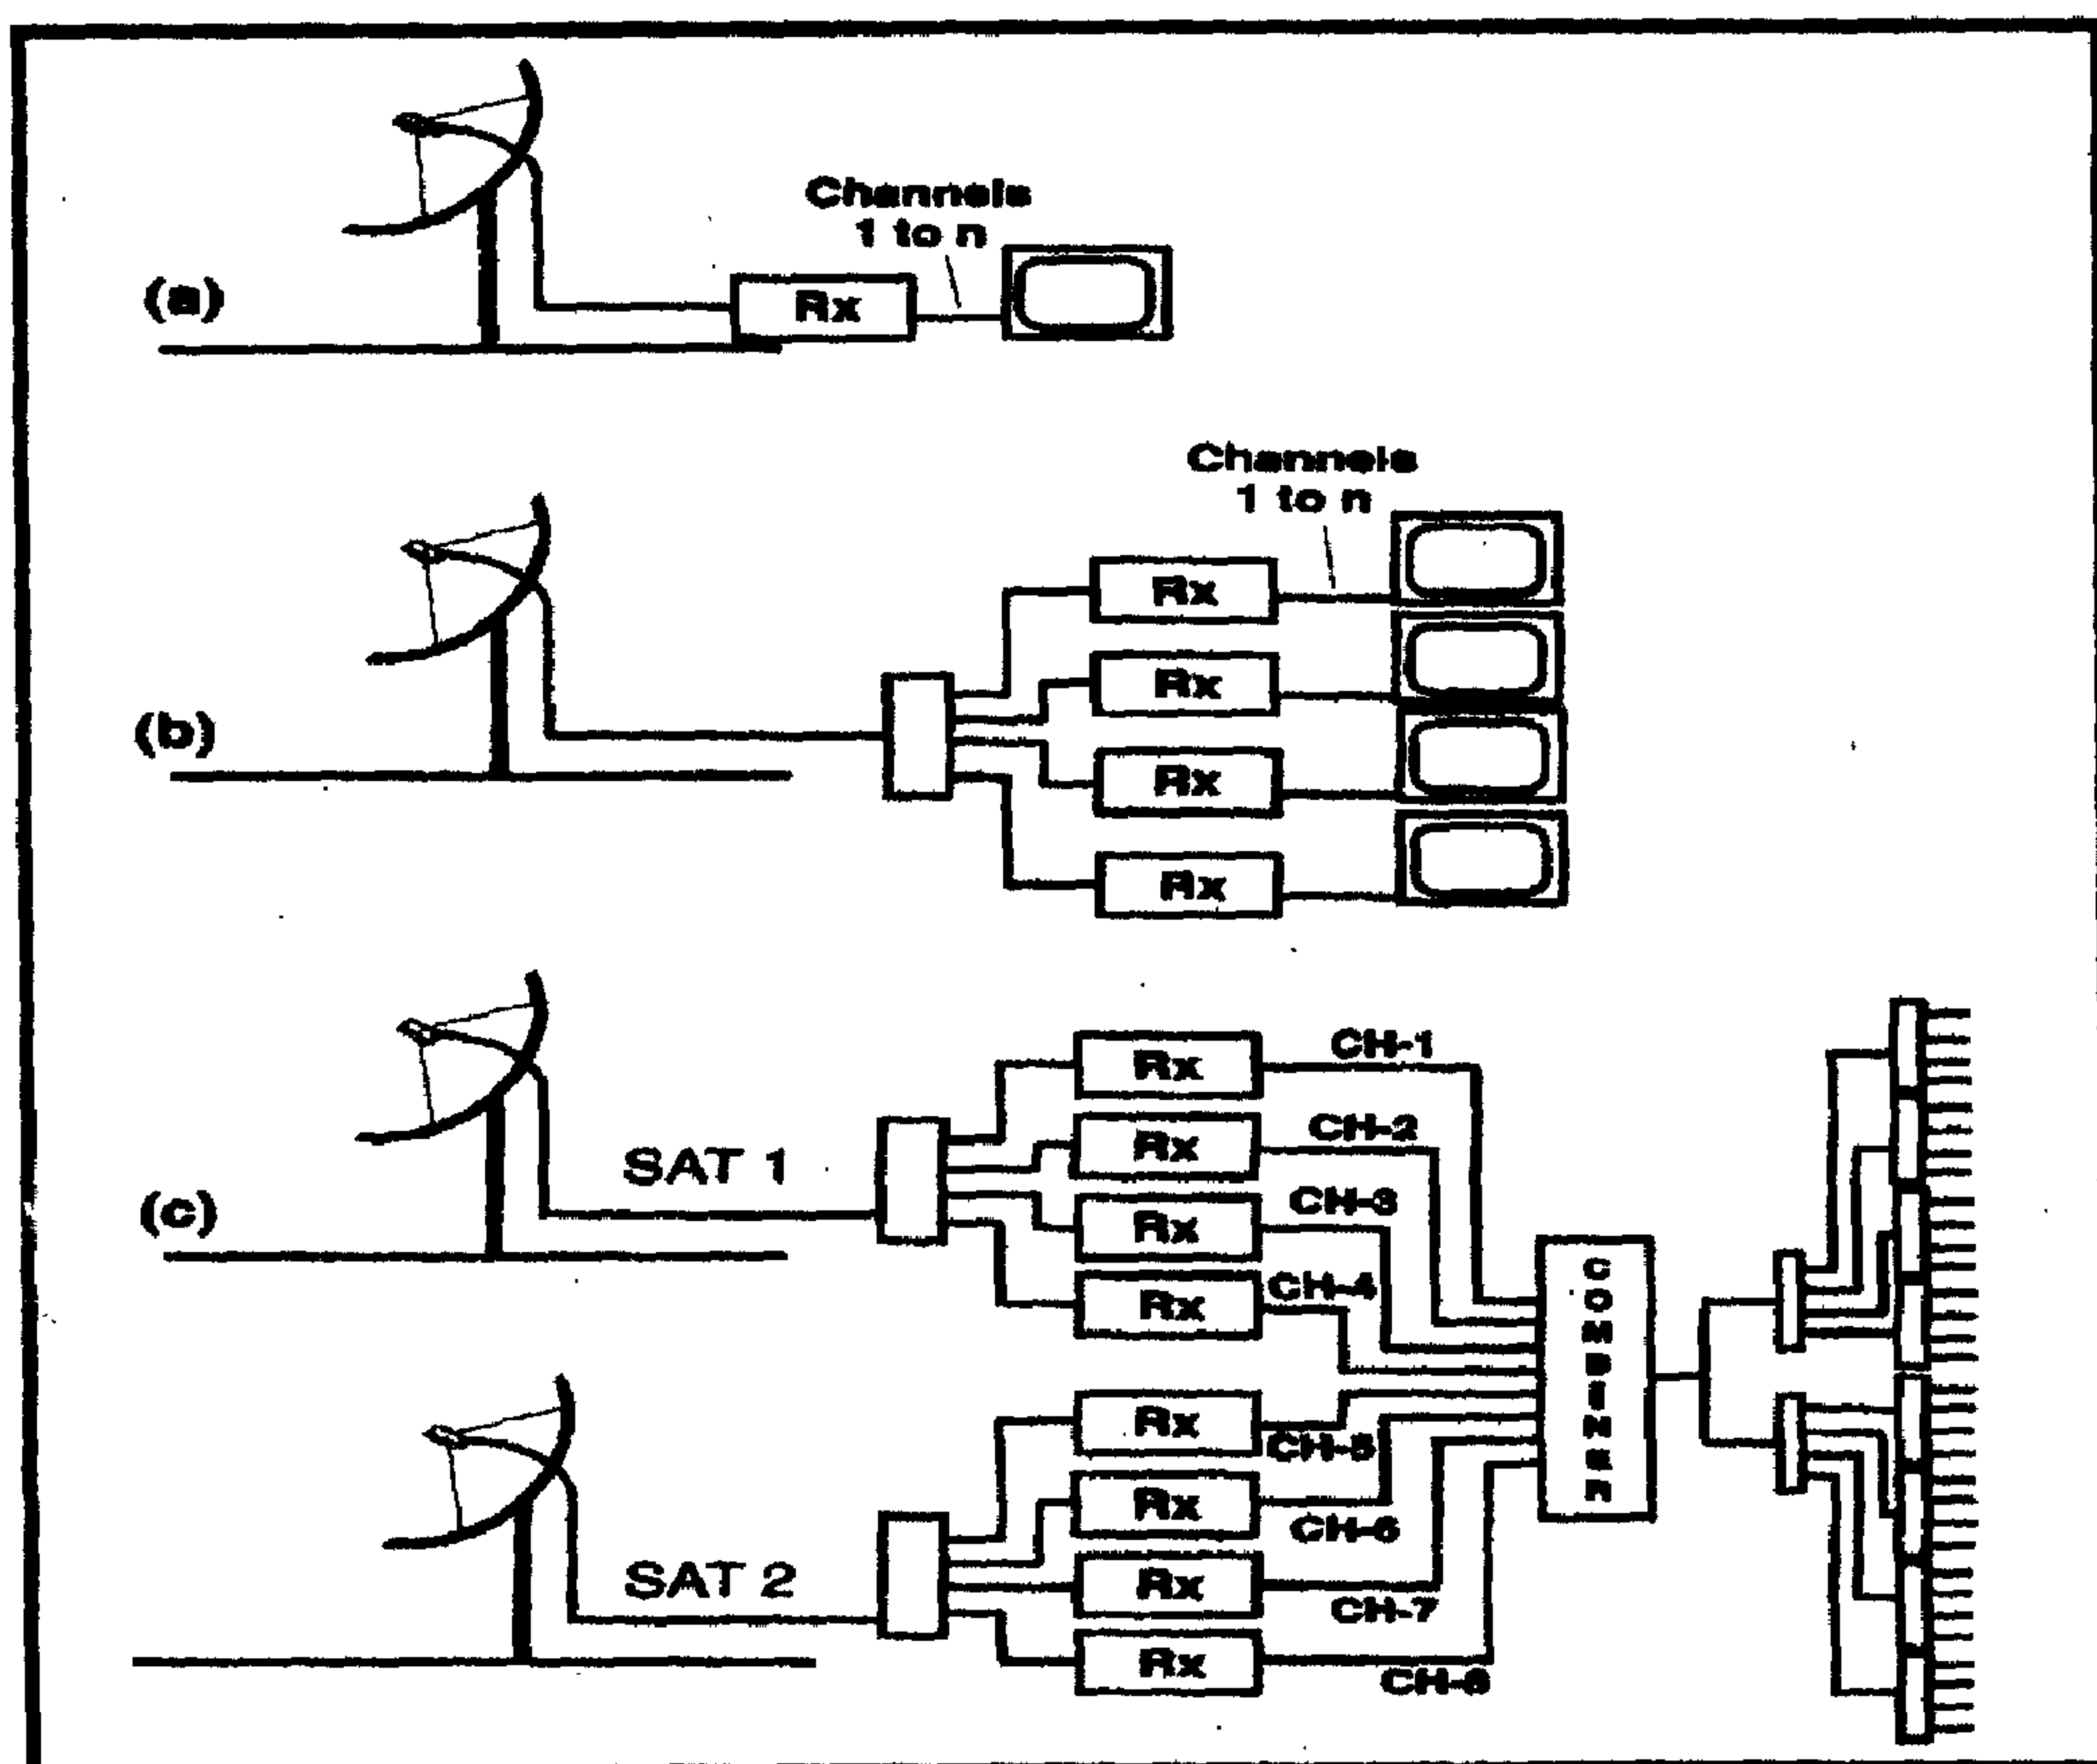 Channels
1 to n
(a)
Rx
Channels
1 to n
Rx
Rx
(b)
Rx
Rx
CH-1
Rx
CH-2
SAT 1
Rx
CH-3
(c)
Rx
CH-4
Rx
COMBINER
Rx
CH-5
Rx
CH-6
SAT 2
Rx
CH-7
Rx
CH-8